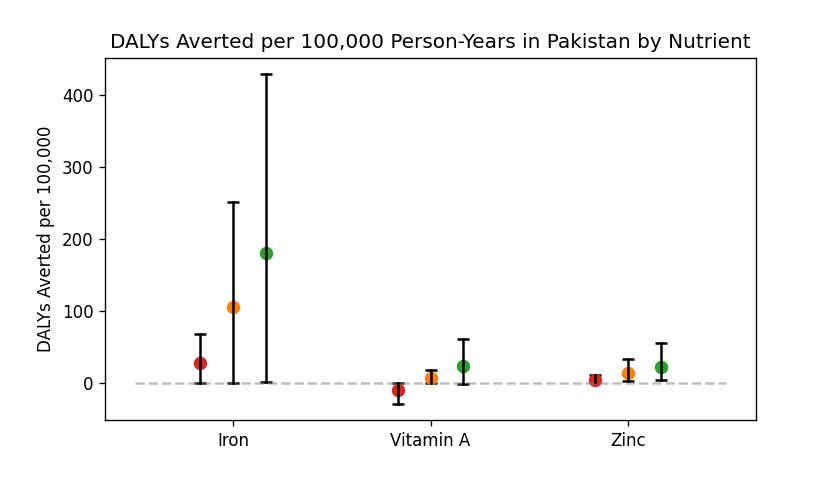 DALYs Averted per 100,000 Person-Years in Pakistan by Nutrient
DALYs Averted per 100,000
400
300
200
100
0
Iron
Vitamin A
Zinc